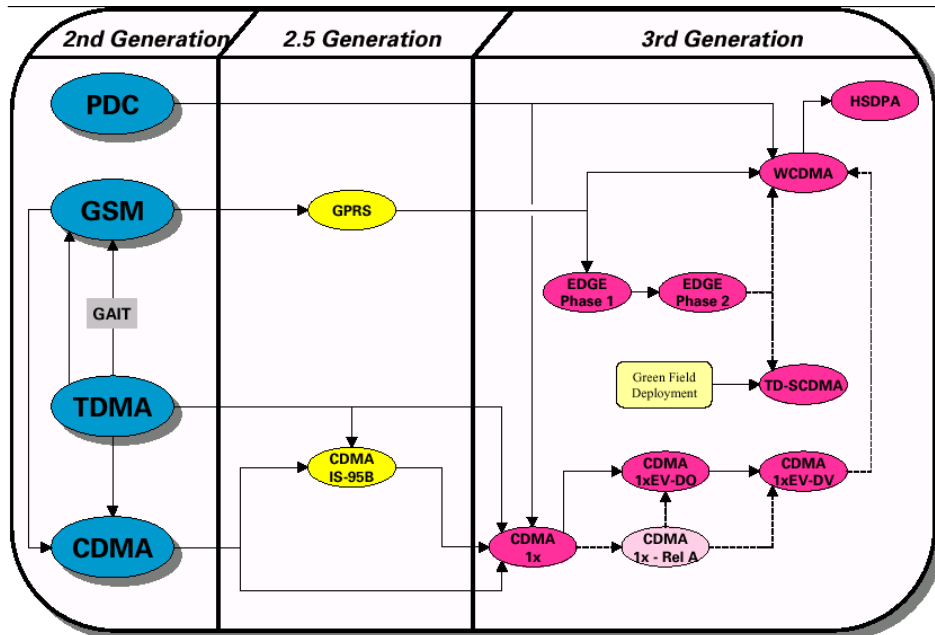 2nd Generation
2.5 Generation
3rd Generation
PDC
HSDPA
WCDMA
GSM
GPRS
EDGE
Phase 1
EDGE
Phase 2
GAIT
Green Field
Deployment
TD-SCDMA
TDMA
CDMA
IS-95B
CDMA
1xEV-DO
CDMA
1xEV-DV
CDMA
CDMA
1x
CDMA
1x - Rel A